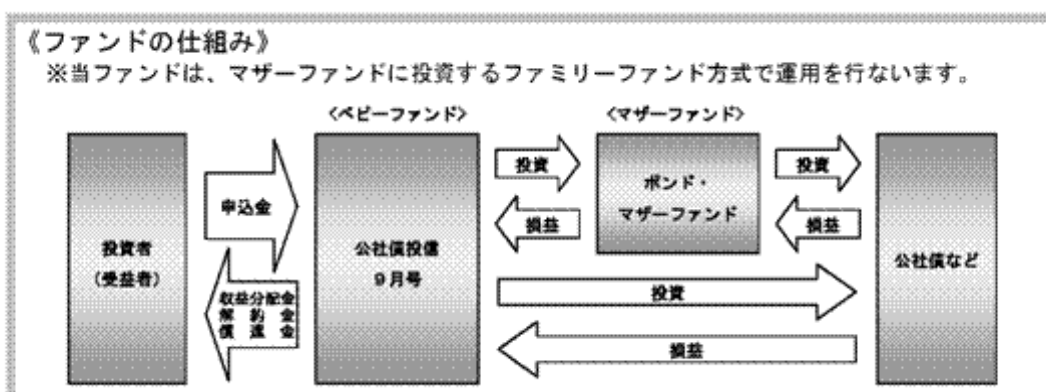 《ファンドの仕組み》
※当ファンドは、マザーファンドに投資するファミリーファンド方式で運用を行ないます。
〈ベビーファンド〉
〈マザーファンド〉
投資者
(受益者)
申込金
収益分配金
解約金
償還金
公社債投信
9月号
投資
損益
ボンド・
マザーファンド
投資
損益
投資
損益
公社債など